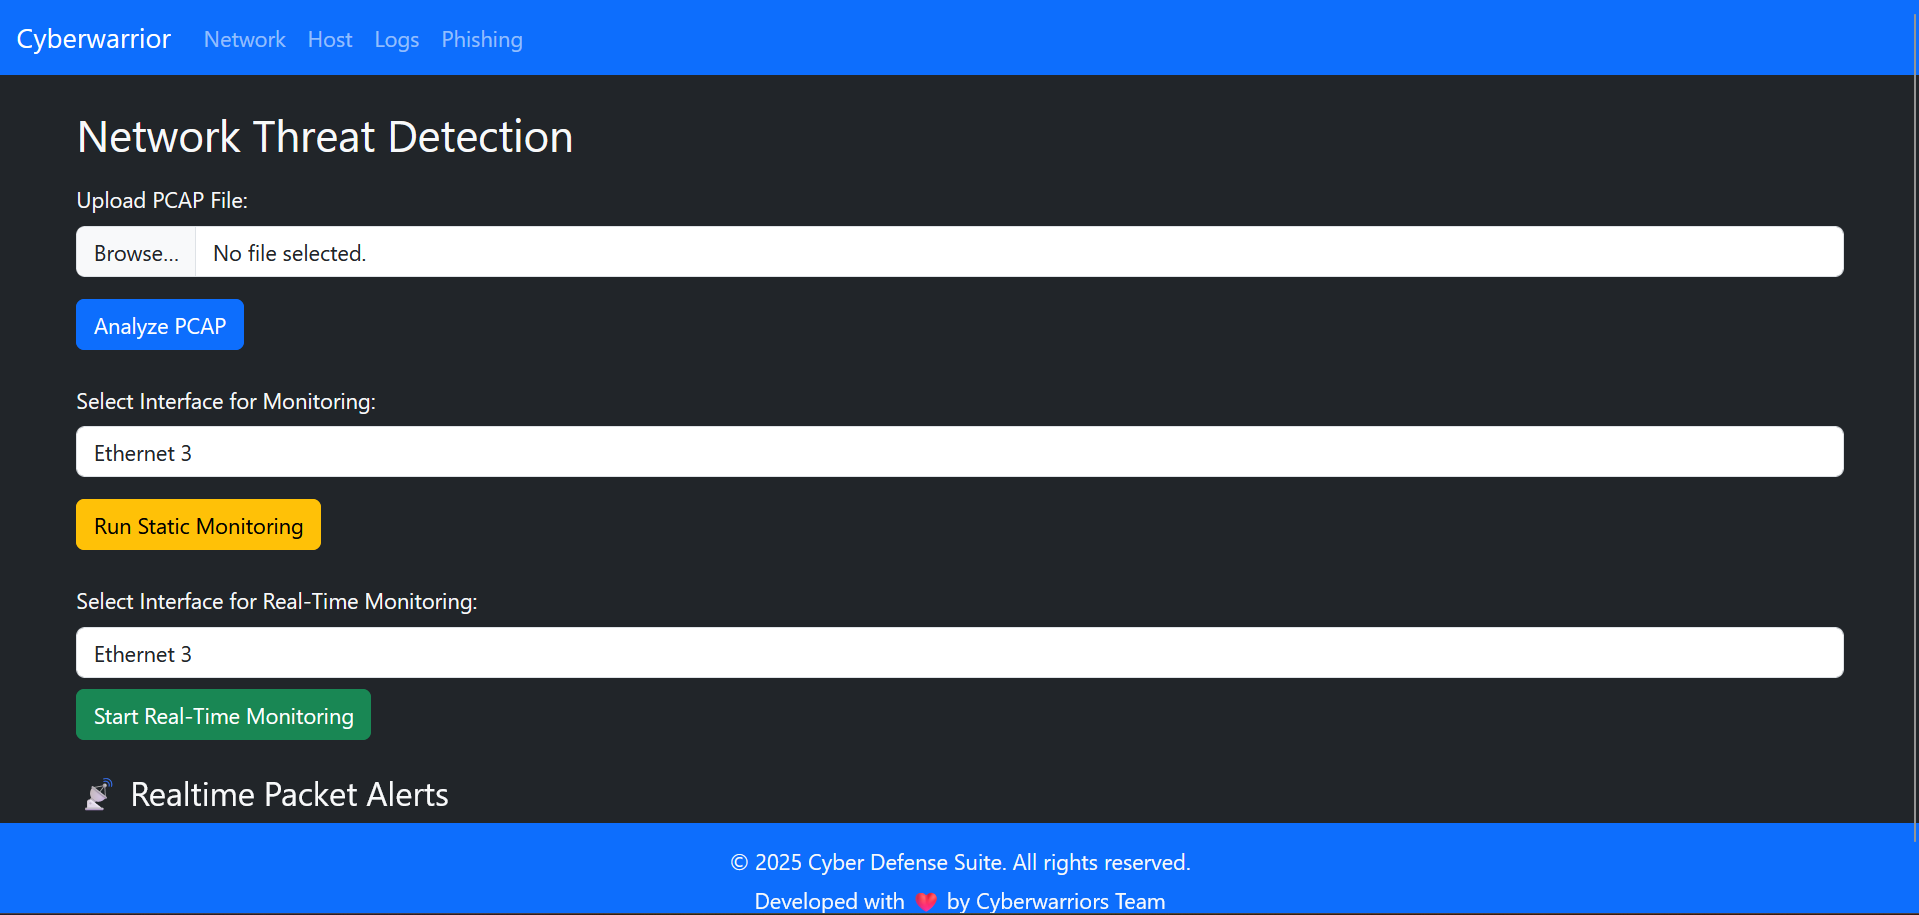 Cyberwarrior Network Host Logs Phishing
Network Threat Detection
Upload PCAP File:
Browse... No file selected.
Analyze PCAP
Select Interface for Monitoring:
Ethernet 3
Run Static Monitoring
Select Interface for Real-Time Monitoring:
Ethernet 3
Start Real-Time Monitoring
Realtime Packet Alerts
© 2025 Cyber Defense Suite. All rights reserved.
Developed with ❤️ by Cyberwarriors Team